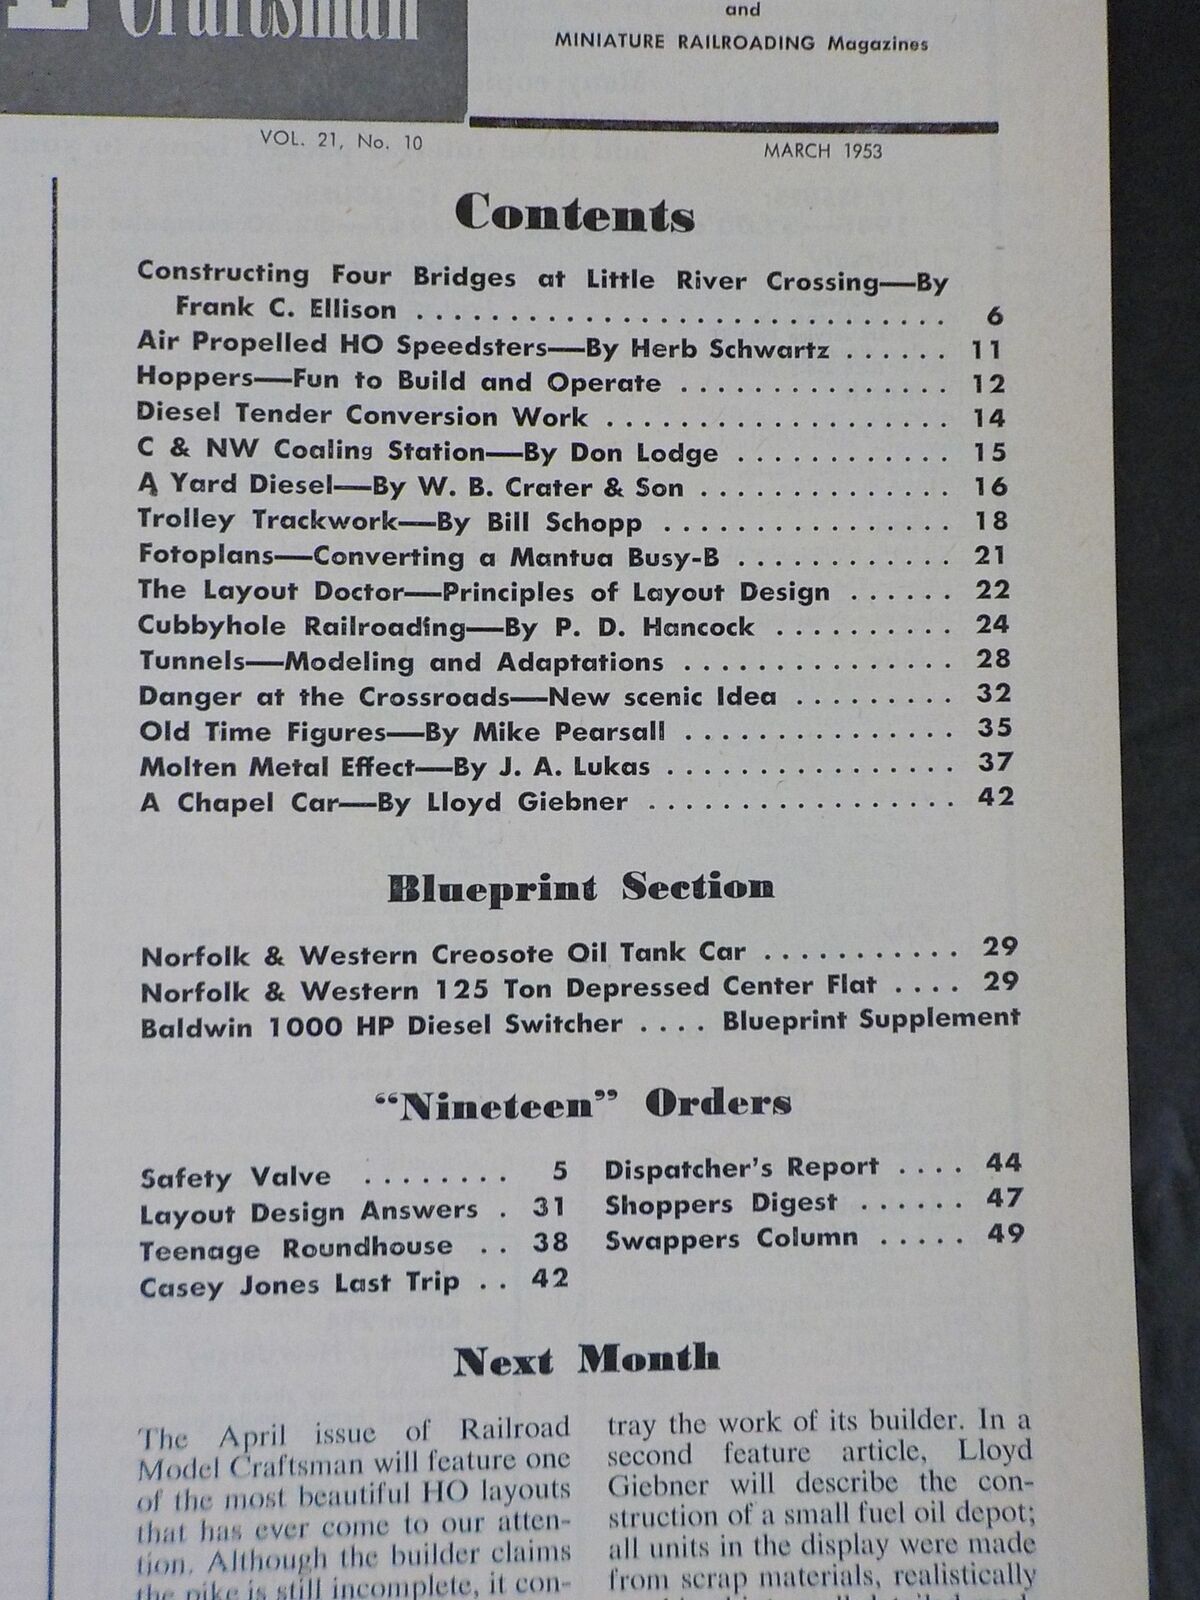 Craftsman
and
MINIATURE RAILROADING Magazines
VOL. 21, No. 10
MARCH 1953
Contents
Constructing Four Bridges at Little River Crossing—By
Frank C. Ellison . . . . . . . . . . . . . . . . . . . . . . . . . . . . 6
Air Propelled HO Speedsters—By Herb Schwartz . . . . . . 11
Hoppers—Fun to Build and Operate . . . . . . . . . . . . . . . 12
Diesel Tender Conversion Work . . . . . . . . . . . . . . . . . . . 14
C & NW Coaling Station—By Don Lodge . . . . . . . . . . . . 15
A Yard Diesel—By W. B. Crater & Son . . . . . . . . . . . . . . 16
Trolley Trackwork—By Bill Schopp . . . . . . . . . . . . . . . . 18
Fotoplans—Converting a Mantua Busy-B . . . . . . . . . . . . 21
The Layout Doctor—Principles of Layout Design . . . . . . 22
Cubbyhole Railroading—By P. D. Hancock . . . . . . . . . . 24
Tunnels—Modeling and Adaptations . . . . . . . . . . . . . . . 28
Danger at the Crossroads—New scenic Idea . . . . . . . . . 32
Old Time Figures—By Mike Pearsall . . . . . . . . . . . . . . . 35
Molten Metal Effect—By J. A. Lukas . . . . . . . . . . . . . . . . 37
A Chapel Car—By Lloyd Giebner . . . . . . . . . . . . . . . . . 42
Blueprint Section
Norfolk & Western Creosote Oil Tank Car . . . . . . . . . . . 29
Norfolk & Western 125 Ton Depressed Center Flat . . . . 29
Baldwin 1000 HP Diesel Switcher . . . . Blueprint Supplement
“Nineteen” Orders
Safety Valve . . . . . . . . 5
Layout Design Answers . 31
Teenage Roundhouse . . 38
Casey Jones Last Trip . . 42
Dispatcher's Report . . . . 44
Shoppers Digest . . . . . . 47
Swappers Column . . . . . 49
Next Month
The April issue of Railroad
Model Craftsman will feature one
of the most beautiful HO layouts
that has ever come to our atten-
tion. Although the builder claims
the pike is still incomplete, it con-
tray the work of its builder. In a
second feature article, Lloyd
Giebner will describe the con-
struction of a small fuel oil depot;
all units in the display were made
from scrap materials, realistically